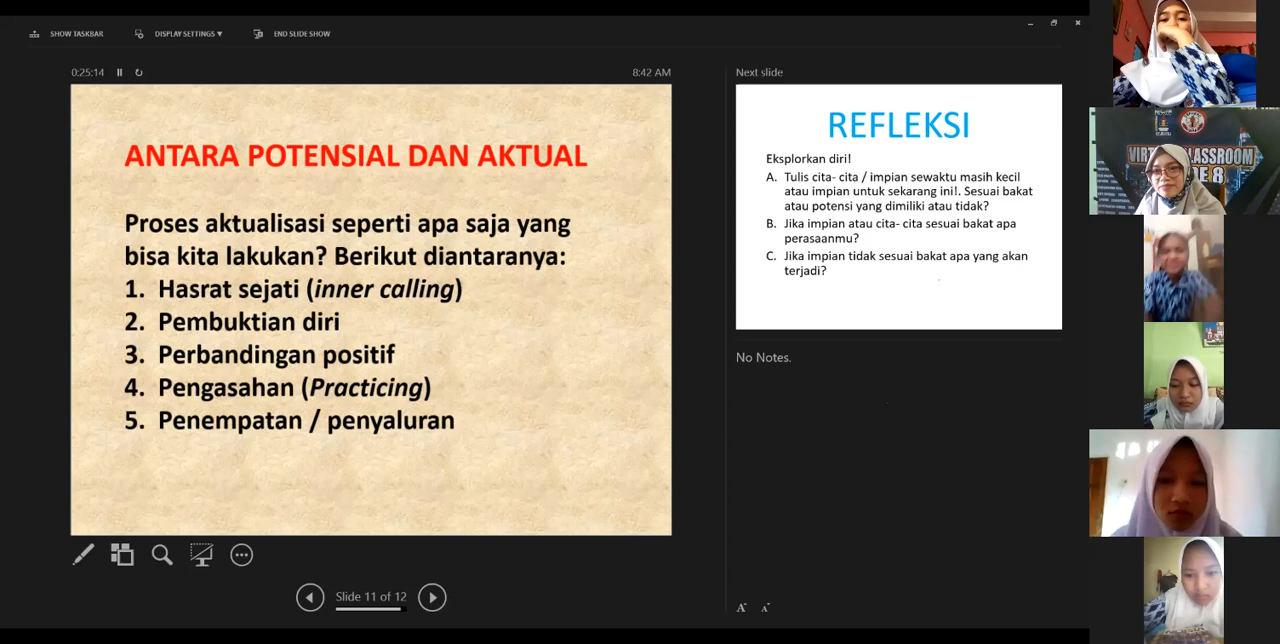 SHOW TASKBAR
DISPLAY SETTINGS ▼
END SLIDE SHOW
0:25:14
8:42 AM
ANTARA POTENSIAL DAN AKTUAL
Proses aktualisasi seperti apa saja yang
bisa kita lakukan? Berikut diantaranya:
1. Hasrat sejati (inner calling)
2. Pembuktian diri
3. Perbandingan positif
4. Pengasahan (Practicing)
5. Penempatan / penyaluran
Slide 11 of 12
Next slide
REFLEKSI
Eksplorkan diri!
A. Tulis cita- cita / impian sewaktu masih kecil
atau impian untuk sekarang ini!. Sesuai bakat
atau potensi yang dimiliki atau tidak?
B. Jika impian atau cita- cita sesuai bakat apa
perasaanmu?
C. Jika impian tidak sesuai bakat apa yang akan
terjadi?
No Notes.
A A